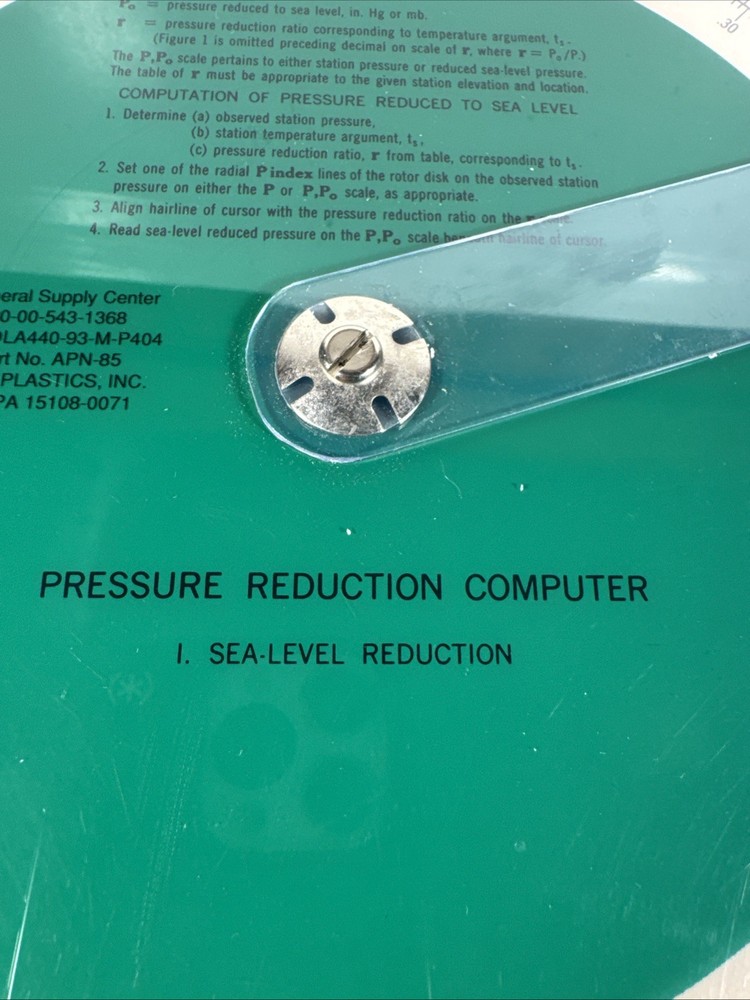 Po = pressure reduced to sea level, in. Hg or mb.
r = pressure reduction ratio corresponding to temperature argument, ts.
(Figure 1 is omitted preceding decimal on scale of r, where r = Po/P.)
The P,Po scale pertains to either station pressure or reduced sea-level pressure.
The table of r must be appropriate to the given station elevation and location.
COMPUTATION OF PRESSURE REDUCED TO SEA LEVEL
1. Determine (a) observed station pressure,
(b) station temperature argument, ts,
(c) pressure reduction ratio, r from table, corresponding to ts.
2. Set one of the radial P index lines of the rotor disk on the observed station
pressure on either the P or P,Po scale, as appropriate.
3. Align hairline of cursor with the pressure reduction ratio on the
4. Read sea-level reduced pressure on the P,Po scale hairline of cursor.
eral Supply Center
0-00-543-1368
DLA440-93-M-P404
rt No. APN-85
PLASTICS, INC.
PA 15108-0071
PRESSURE REDUCTION COMPUTER
I. SEA-LEVEL REDUCTION
(*)
.30